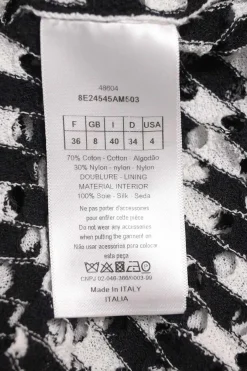 48604
8E24545AM503
F GB I D USA
36 8 40 34 4
70% Coton - Cotton - Algodão
30% Nylon - nylon - Nylon
DOUBLURE - LINING
MATERIAL INTERIOR
100% Soie - Silk - Seda
Ne pas porter d'accessoires
pour enfiler cette pièce
Do not wear accessories
when putting the garment on
Não usar acessorios para colocar
esta peça
Made in ITALY
ITALIA